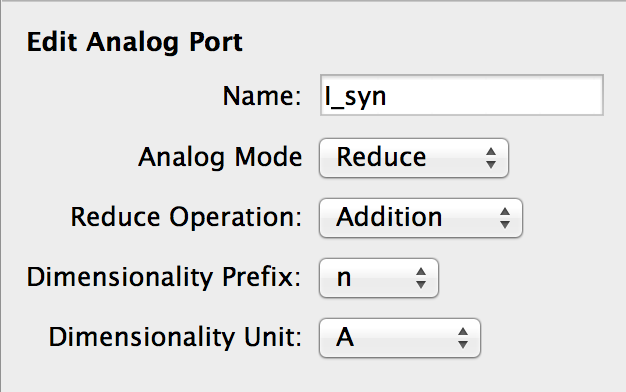 Edit Analog Port
Name: I_syn
Analog Mode Reduce
Reduce Operation: Addition
Dimensionality Prefix: n
Dimensionality Unit: A